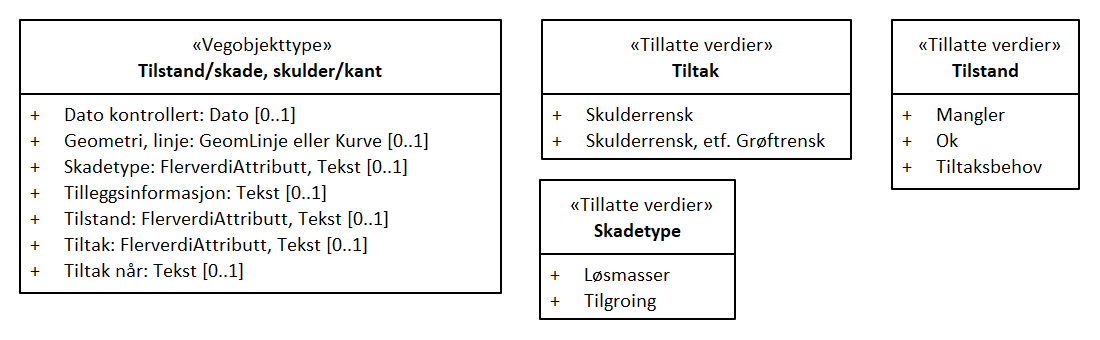 «Vegobjekttype»
Tilstand/skade, skulder/kant
+ Dato kontrollert: Dato [0..1]
+ Geometri, linje: GeomLinje eller Kurve [0..1]
+ Skadetype: FlerverdiAttributt, Tekst [0..1]
+ Tilleggsinformasjon: Tekst [0..1]
+ Tilstand: FlerverdiAttributt, Tekst [0..1]
+ Tiltak: FlerverdiAttributt, Tekst [0..1]
+ Tiltak når: Tekst [0..1]
«Tillatte verdier»
Tiltak
+ Skulderrensk
+ Skulderrensk, etf. Grøftrensk
«Tillatte verdier»
Skadetype
+ Løsmasser
+ Tilgroing
«Tillatte verdier»
Tilstand
+ Mangler
+ Ok
+ Tiltaksbehov